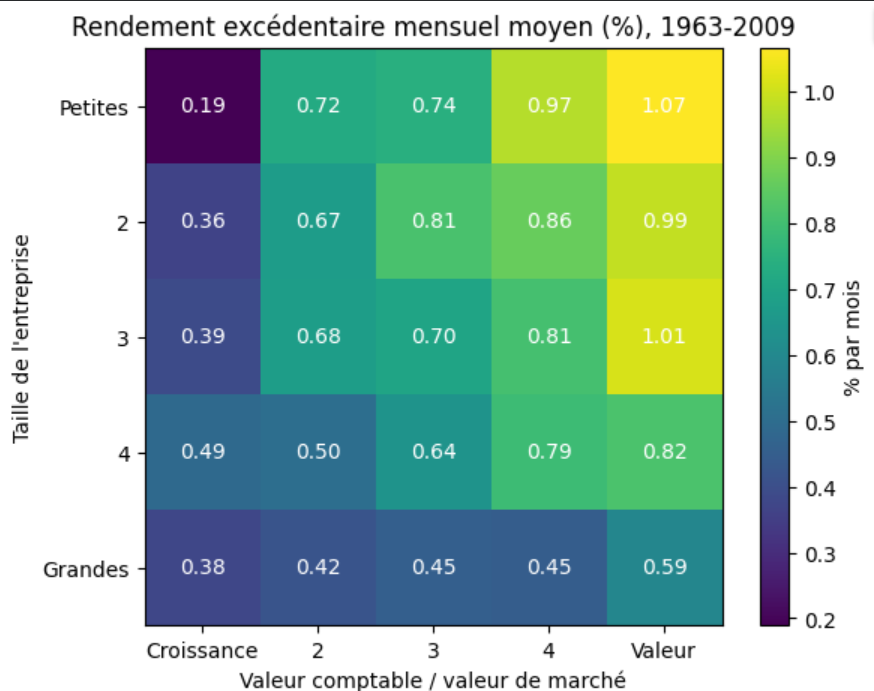 Rendement excédentaire mensuel moyen (%), 1963-2009
Petites 0.19 0.72 0.74 0.97 1.07
2 0.36 0.67 0.81 0.86 0.99
3 0.39 0.68 0.70 0.81 1.01
4 0.49 0.50 0.64 0.79 0.82
Grandes 0.38 0.42 0.45 0.45 0.59
Croissance 2 3 4 Valeur
Valeur comptable / valeur de marché
Taille de l'entreprise
1.0
0.9
0.8
0.7
0.6
0.5
0.4
0.3
0.2
% par mois